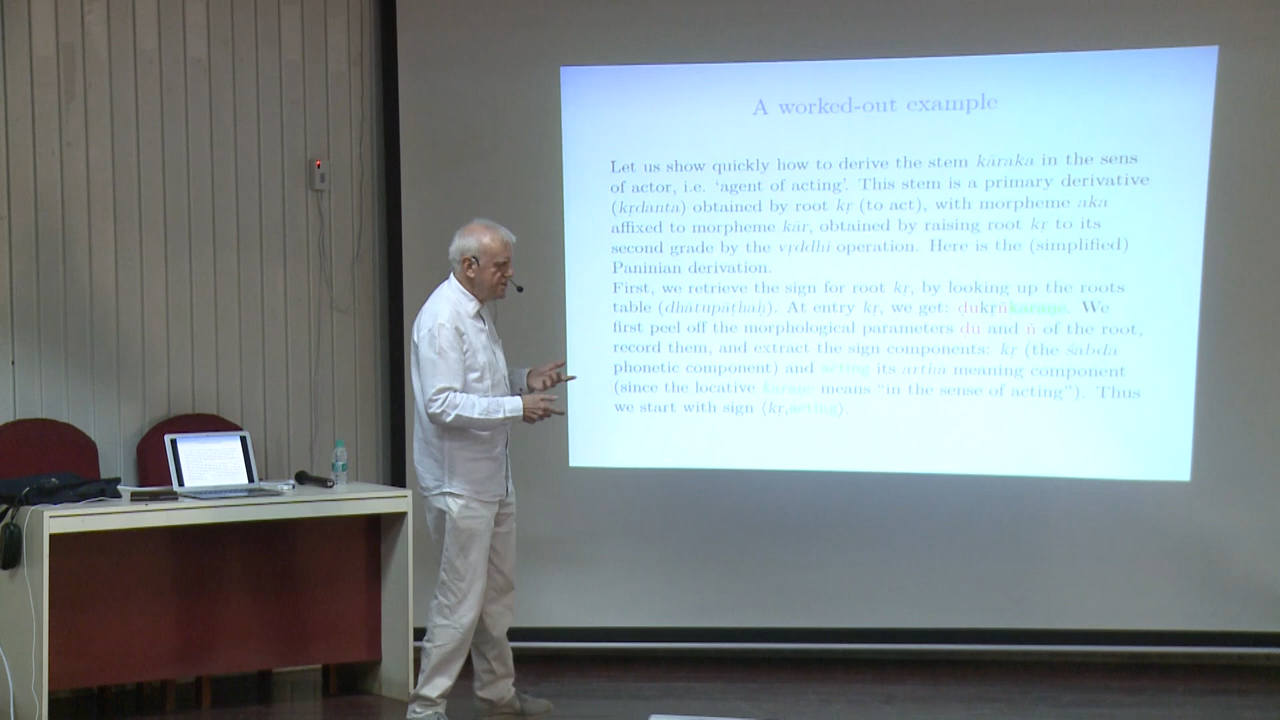 A worked-out example
Let us show quickly how to derive the stem kāraka in the sens
of actor, i.e. ‘agent of acting’. This stem is a primary derivative
(kṛdanta) obtained by root kṛ (to act), with morpheme aka
affixed to morpheme kār, obtained by raising root kṛ to its
second grade by the vṛddhi operation. Here is the (simplified)
Paninian derivation.
First, we retrieve the sign for root kṛ, by looking up the roots
table (dhātupāṭhaḥ). At entry kṛ, we get: ḍukṛñkaraṇe. We
first peel off the morphological parameters ḍu and ñ of the root,
record them, and extract the sign components: kṛ (the śabda
phonetic component) and acting its artha meaning component
(since the locative karaṇe means “in the sense of acting”). Thus
we start with sign ⟨kṛ,acting⟩.